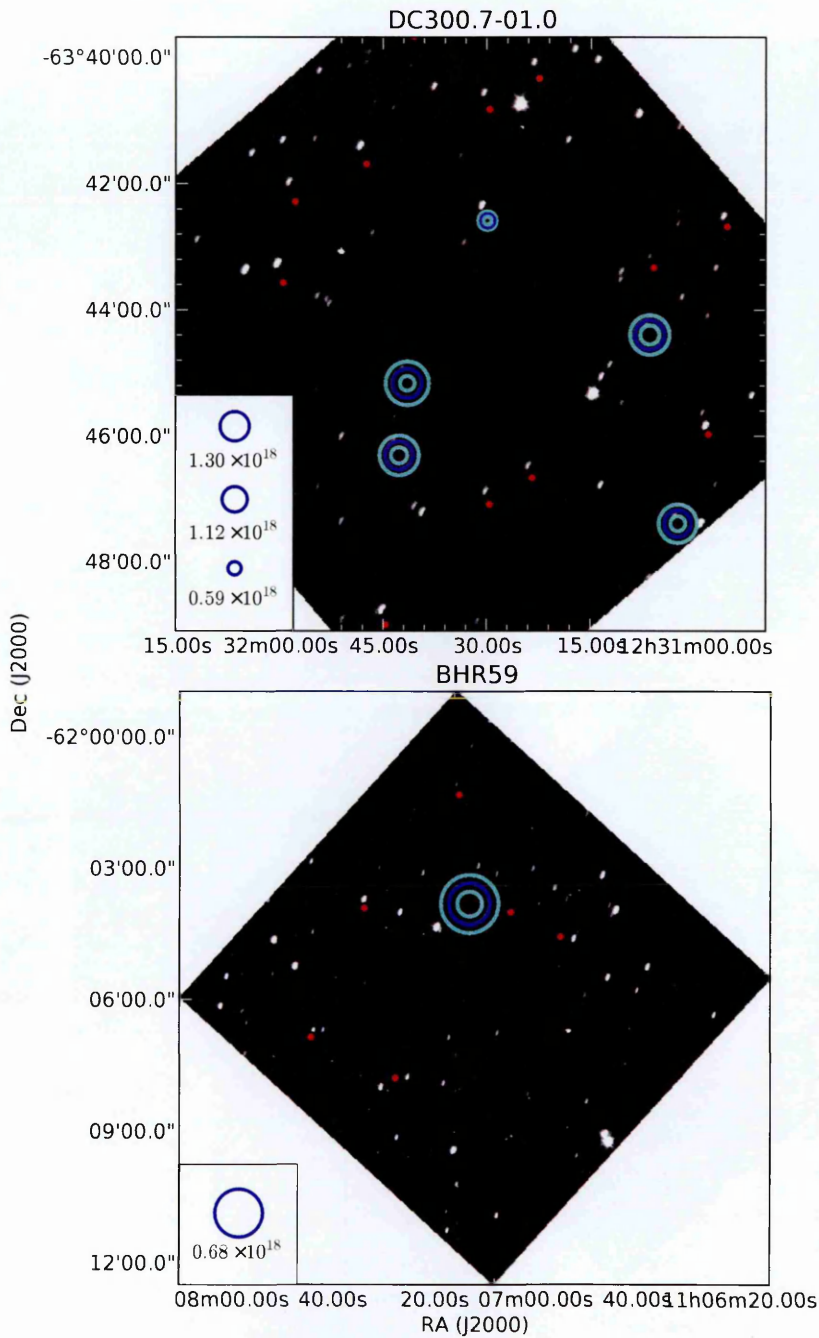 DC300.7-01.0
-63°40'00.0"
42'00.0"
44'00.0"
46'00.0"
48'00.0"
1.30 ×10^18
1.12 ×10^18
0.59 ×10^18
15.00s 32m00.00s 45.00s 30.00s 15.00s 12h31m00.00s
Dec (J2000)
BHR59
-62°00'00.0"
03'00.0"
06'00.0"
09'00.0"
12'00.0"
0.68 ×10^18
08m00.00s 40.00s 20.00s 07m00.00s 40.00s 11h06m20.00s
RA (J2000)